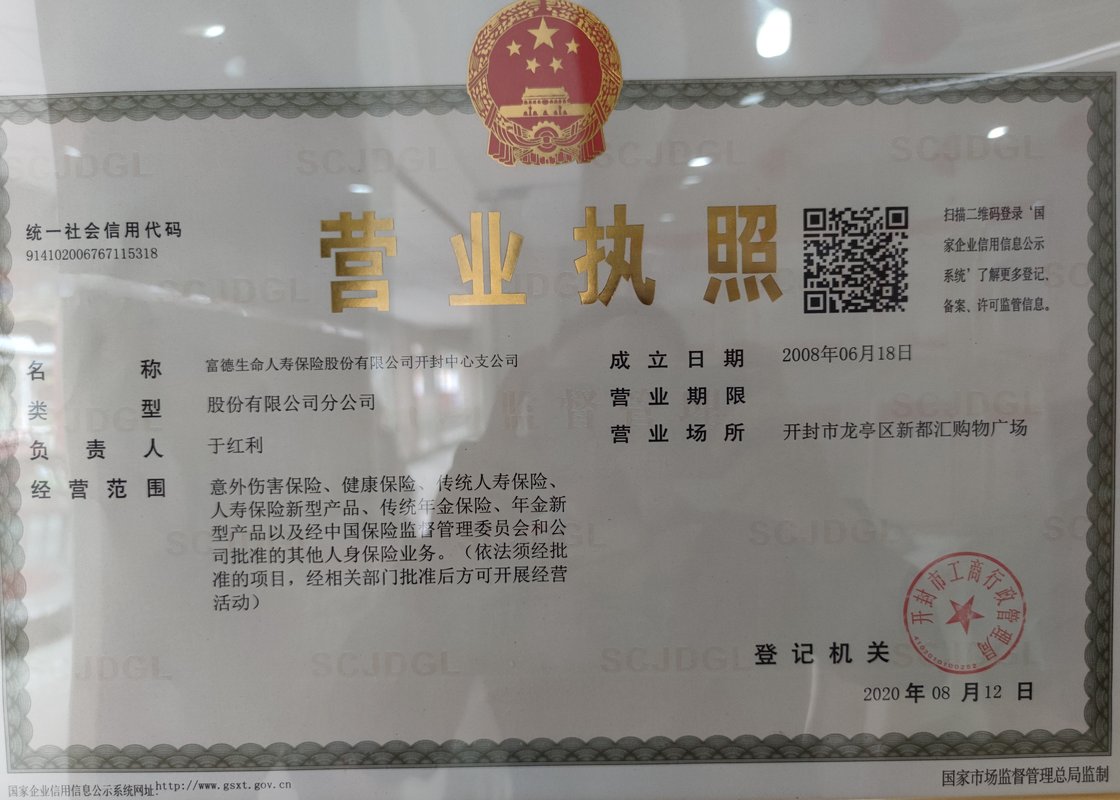 统一社会信用代码
914102006767115318
营业执照
扫描二维码登录‘国
家企业信用信息公示
系统’了解更多登记、
备案、许可监管信息。
名称 富德生命人寿保险股份有限公司开封中心支公司
类型 股份有限公司分公司
负责人 于红利
经营范围 意外伤害保险、健康保险、传统人寿保险、
人寿保险新型产品、传统年金保险、年金新
型产品以及经中国保险监督管理委员会和公
司批准的其他人身保险业务。（依法须经批
准的项目，经相关部门批准后方可开展经营
活动）
成立日期 2008年06月18日
营业期限
营业场所 开封市龙亭区新都汇购物广场
开封市工商行政管理局
登记机关
2020年08月12日
国家企业信用信息公示系统网址:http://www.gsxt.gov.cn
国家市场监督管理总局监制
SCJDGL